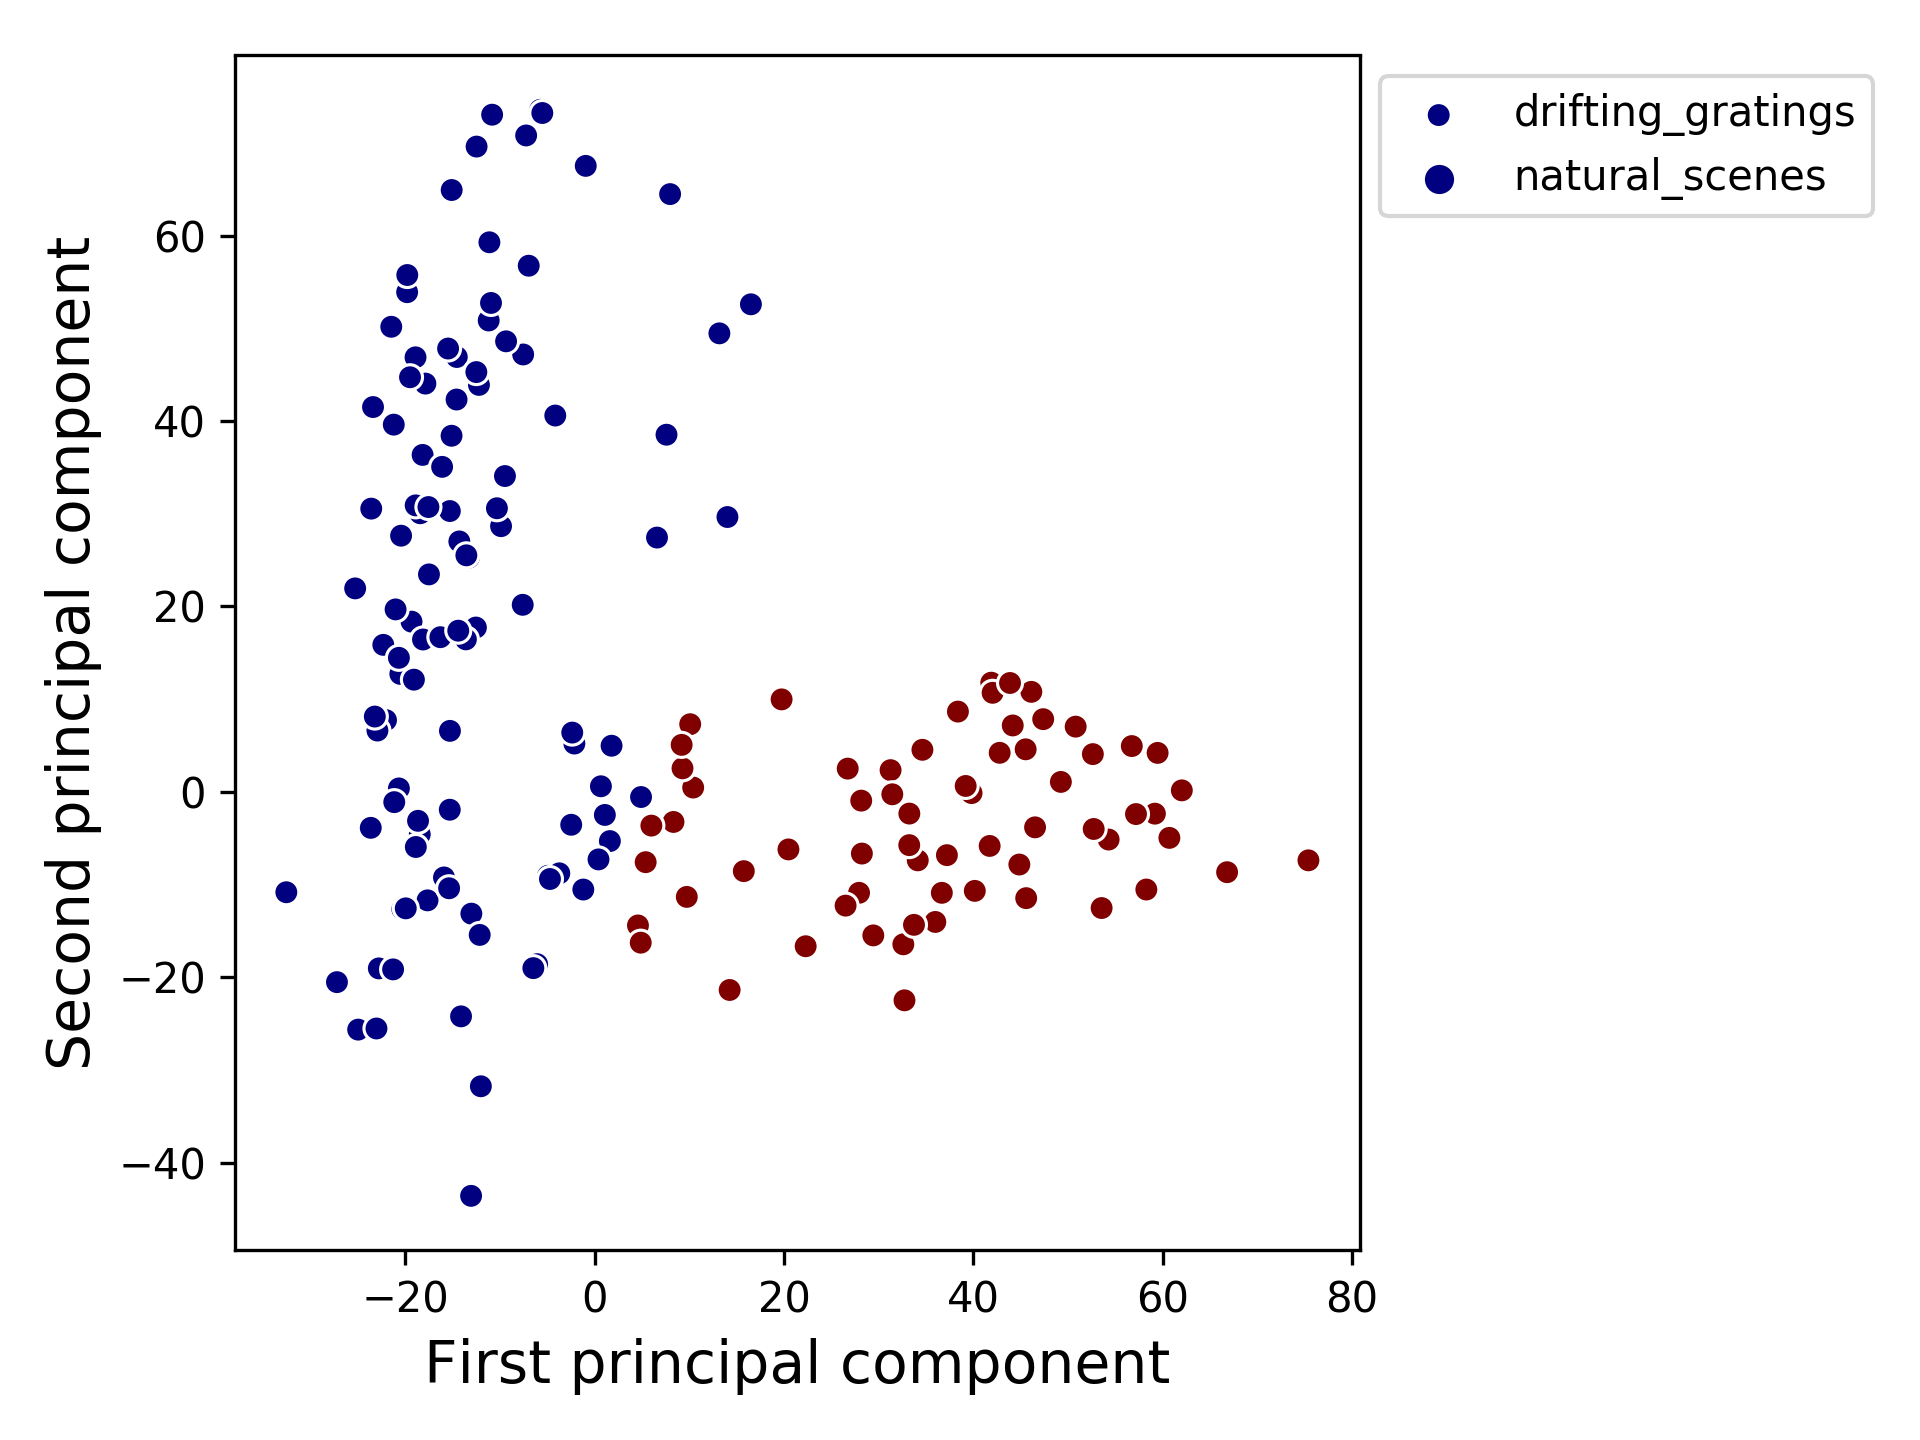 drifting_gratings
natural_scenes
60
40
20
0
−20
−40
Second principal component
−20 0 20 40 60 80
First principal component